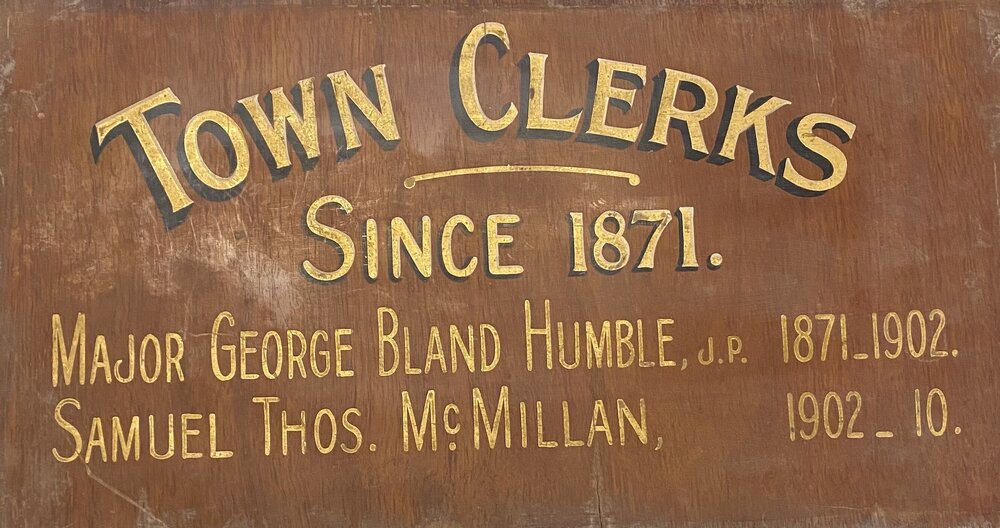 TOWN CLERKS
SINCE 1871.
MAJOR GEORGE BLAND HUMBLE, J.P. 1871_1902.
SAMUEL THOS. McMILLAN, 1902_10.